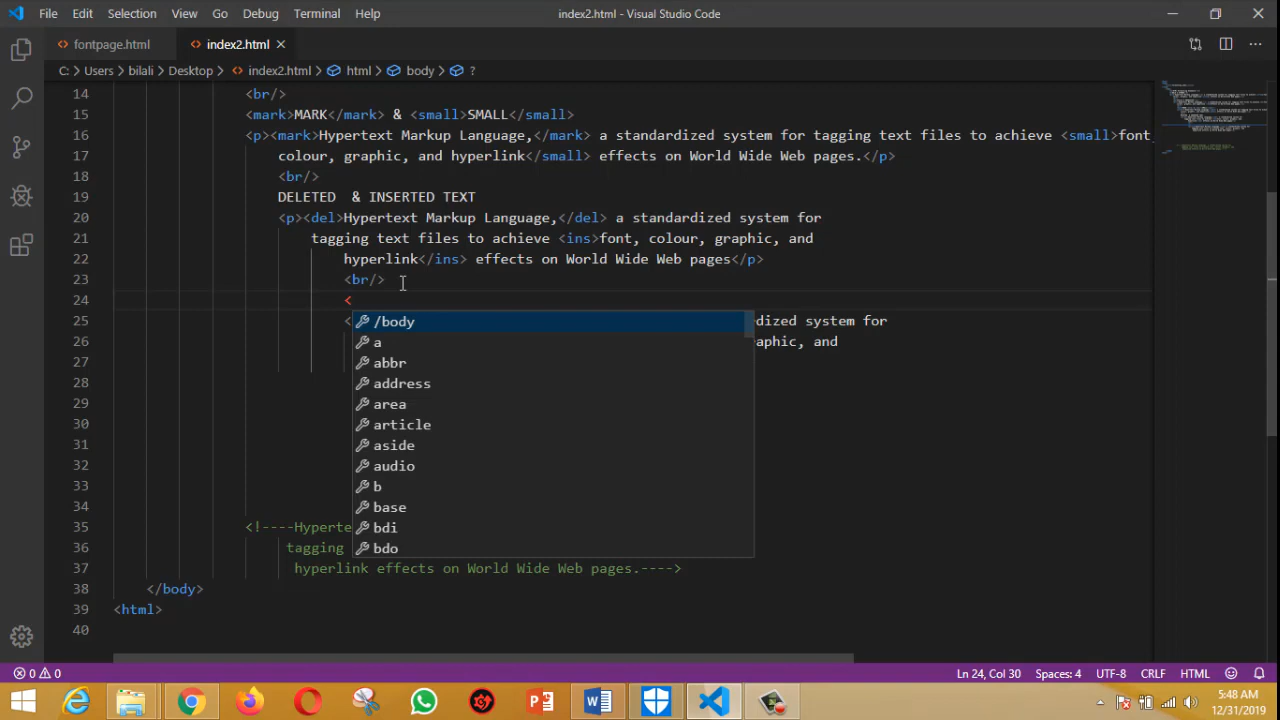 File Edit Selection View Go Debug Terminal Help index2.html - Visual Studio Code
fontpage.html index2.html
C: > Users > bilali > Desktop > index2.html > html > body > ?
14 <br/>
15 <mark>MARK</mark> & <small>SMALL</small>
16 <p><mark>Hypertext Markup Language,</mark> a standardized system for tagging text files to achieve <small>font,
17 colour, graphic, and hyperlink</small> effects on World Wide Web pages.</p>
18 <br/>
19 DELETED  & INSERTED TEXT
20 <p><del>Hypertext Markup Language,</del> a standardized system for
21 tagging text files to achieve <ins>font, colour, graphic, and
22 hyperlink</ins> effects on World Wide Web pages</p>
23 <br/>
24 <
25 < dized system for
26 aphic, and
27
28
29
30
31
32
33
34
/body
a
abbr
address
area
article
aside
audio
b
base
bdi
bdo
35 <!----Hyperte
36 tagging
37 hyperlink effects on World Wide Web pages.---->
38 </body>
39 <html>
40
0 0 Ln 24, Col 30 Spaces: 4 UTF-8 CRLF HTML
5:48 AM
12/31/2019